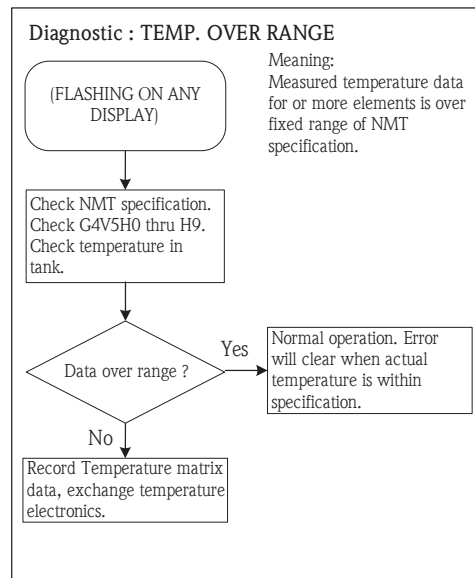 Diagnostic : TEMP. OVER RANGE
(FLASHING ON ANY
DISPLAY)
Meaning:
Measured temperature data
for or more elements is over
fixed range of NMT
specification.
Check NMT specification.
Check G4V5H0 thru H9.
Check temperature in
tank.
Data over range ?
Yes
Normal operation. Error
will clear when actual
temperature is within
specification.
No
Record Temperature matrix
data, exchange temperature
electronics.